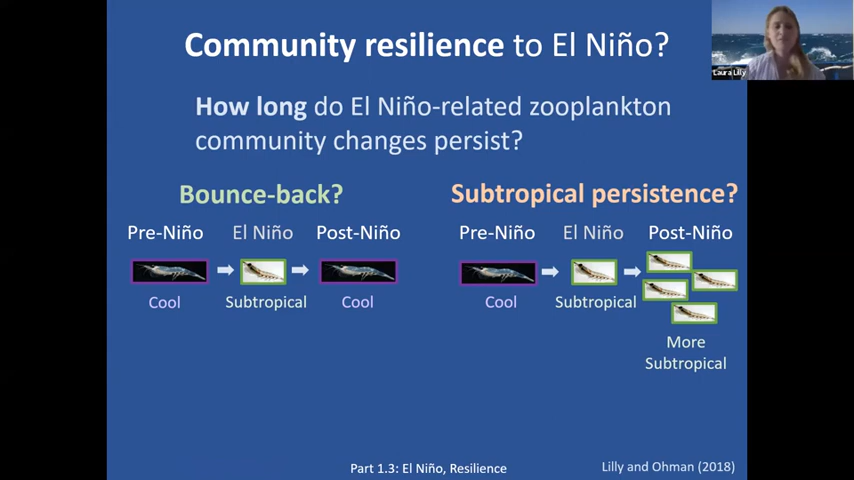 Community resilience to El Niño?
Laura Lilly
How long do El Niño-related zooplankton
community changes persist?
Bounce-back?
Pre-Niño El Niño Post-Niño
Cool Subtropical Cool
Subtropical persistence?
Pre-Niño El Niño Post-Niño
Cool Subtropical
More
Subtropical
Part 1.3: El Niño, Resilience
Lilly and Ohman (2018)